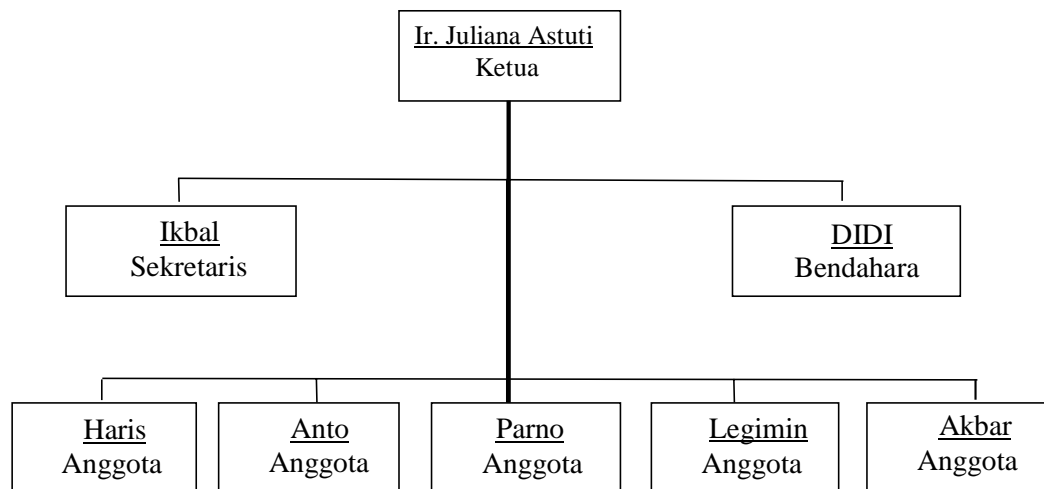 Ir. Juliana Astuti
Ketua
Ikbal
Sekretaris
DIDI
Bendahara
Haris
Anggota
Anto
Anggota
Parno
Anggota
Legimin
Anggota
Akbar
Anggota